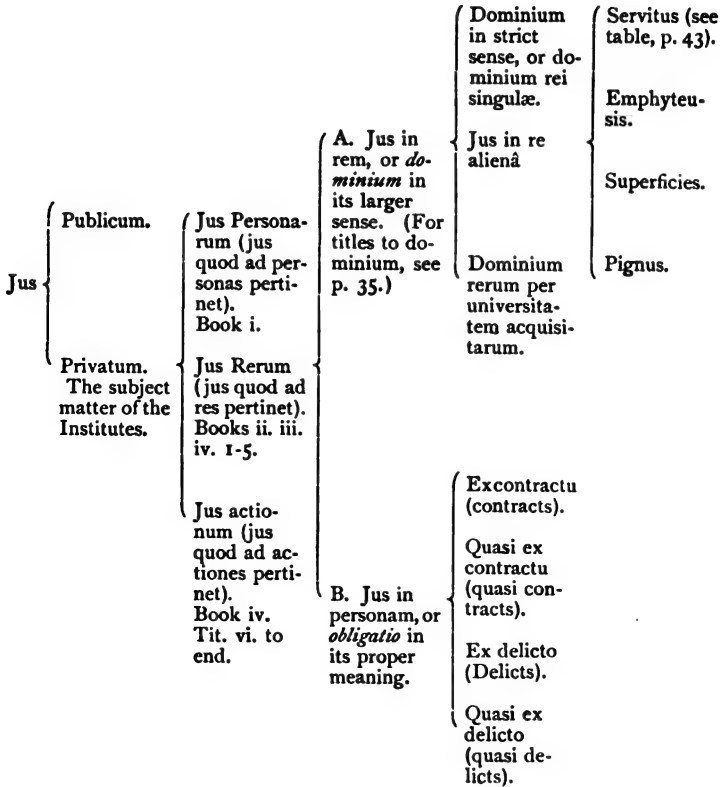 Jus
Publicum.
Privatum.
The subject
matter of the
Institutes.
Jus Persona-
rum (jus
quod ad per-
sonas perti-
net).
Book i.
Jus Rerum
(jus quod ad
res pertinet).
Books ii. iii.
iv. 1-5.
Jus actio-
num (jus
quod ad ac-
tiones perti-
net).
Book iv.
Tit. vi. to
end.
A. Jus in
rem, or do-
minium in
its larger
sense. (For
titles to do-
minium, see
p. 35.)
B. Jus in
personam, or
obligatio in
its proper
meaning.
Dominium
in strict
sense, or do-
minium rei
singulæ.
Jus in re
alienâ
Dominium
rerum per
universita-
tem acquisi-
tarum.
Servitus (see
table, p. 43).
Emphyteu-
sis.
Superficies.
Pignus.
Excontractu
(contracts).
Quasi ex
contractu
(quasi con-
tracts).
Ex delicto
(Delicts).
Quasi ex
delicto
(quasi de-
licts).